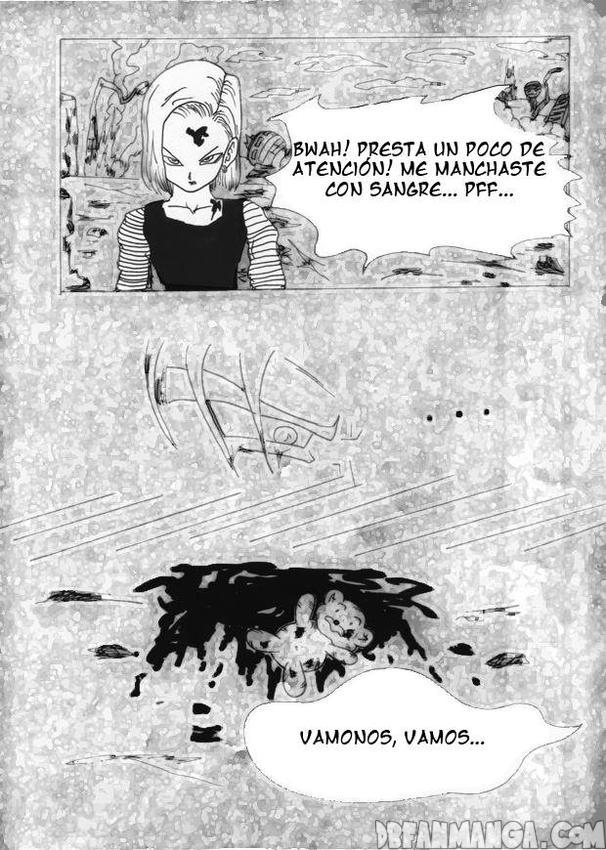 BWAH! PRESTA UN POCO DE
ATENCIÓN! ME MANCHASTE
CON SANGRE... PFF...
...
VAMONOS, VAMOS...
DBFANMANGA.COM